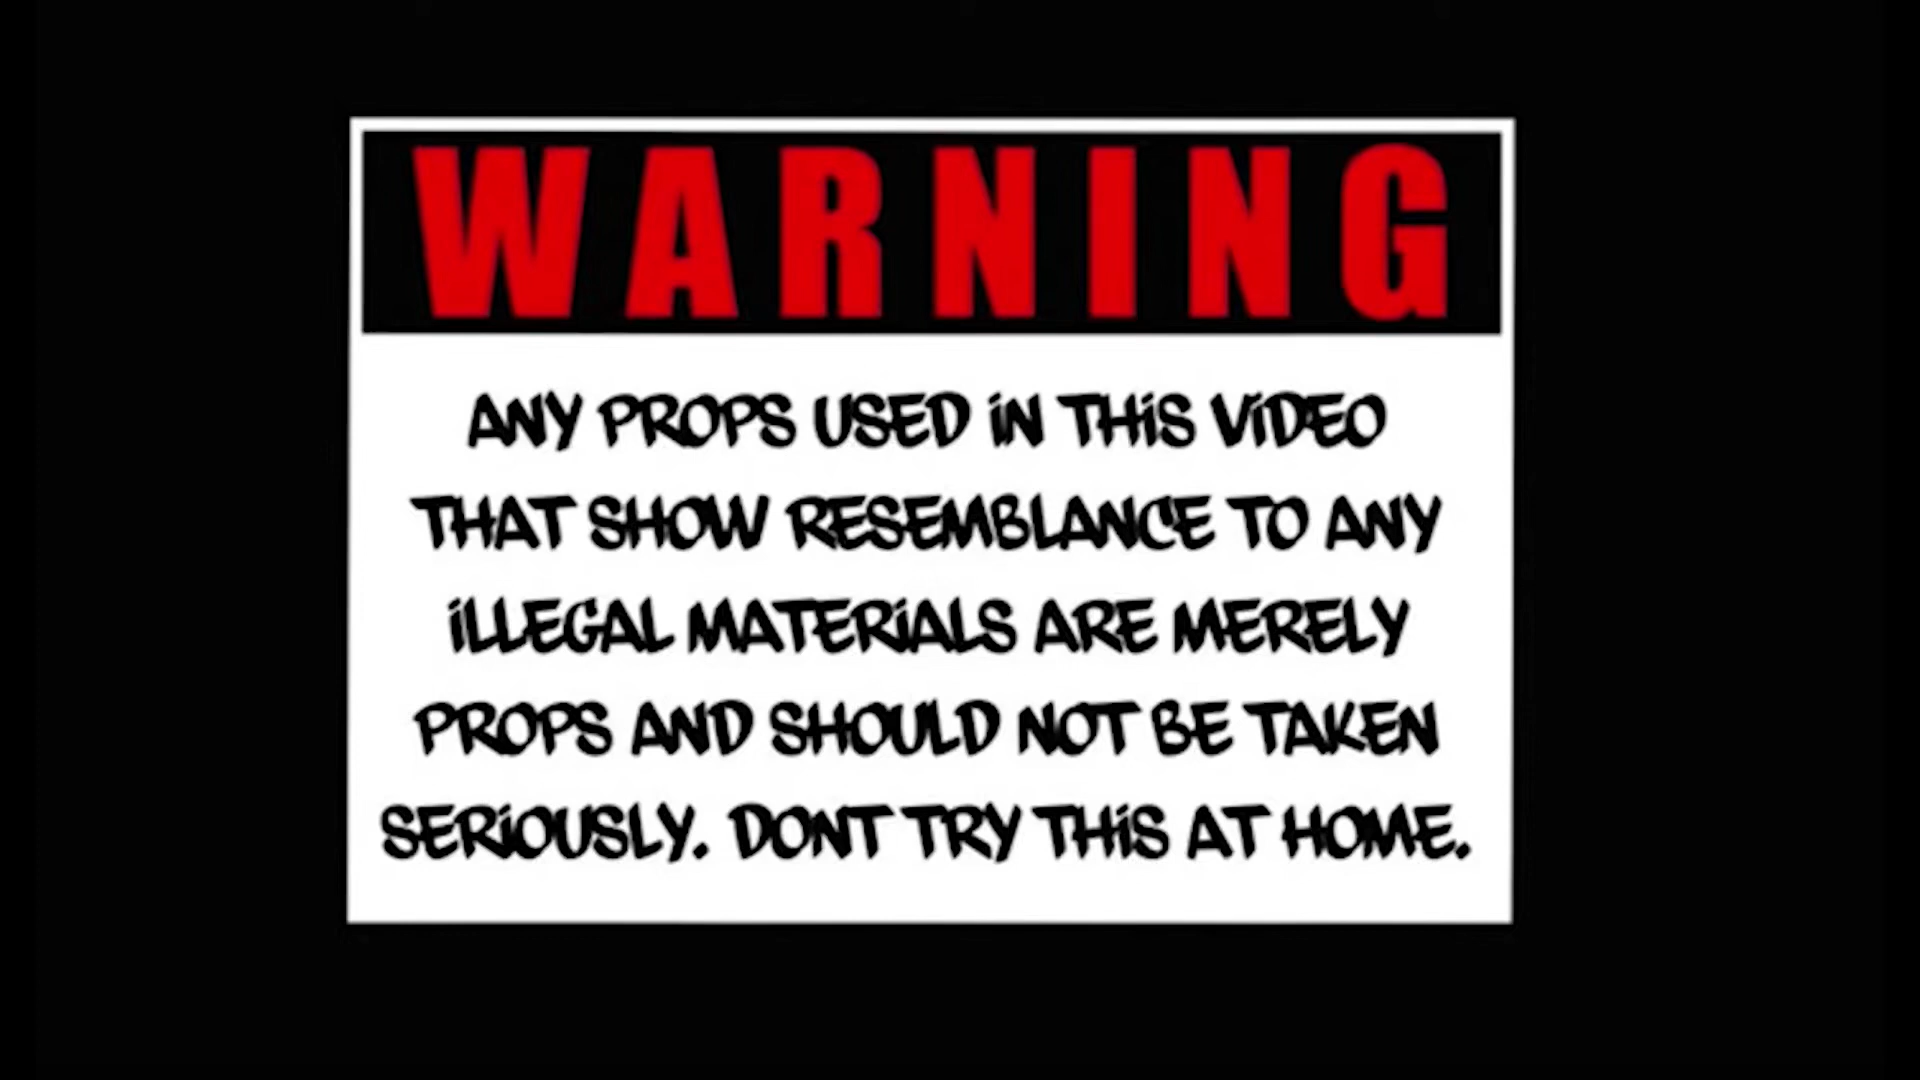 WARNING
ANY PROPS USED iN THiS ViDEO
THAT SHOW RESEMBLANCE TO ANY
iLLEGAL MATERiALS ARE MERELY
PROPS AND SHOULD NOT BE TAKEN
SERiOUSLY. DONT TRY THiS AT HOME.